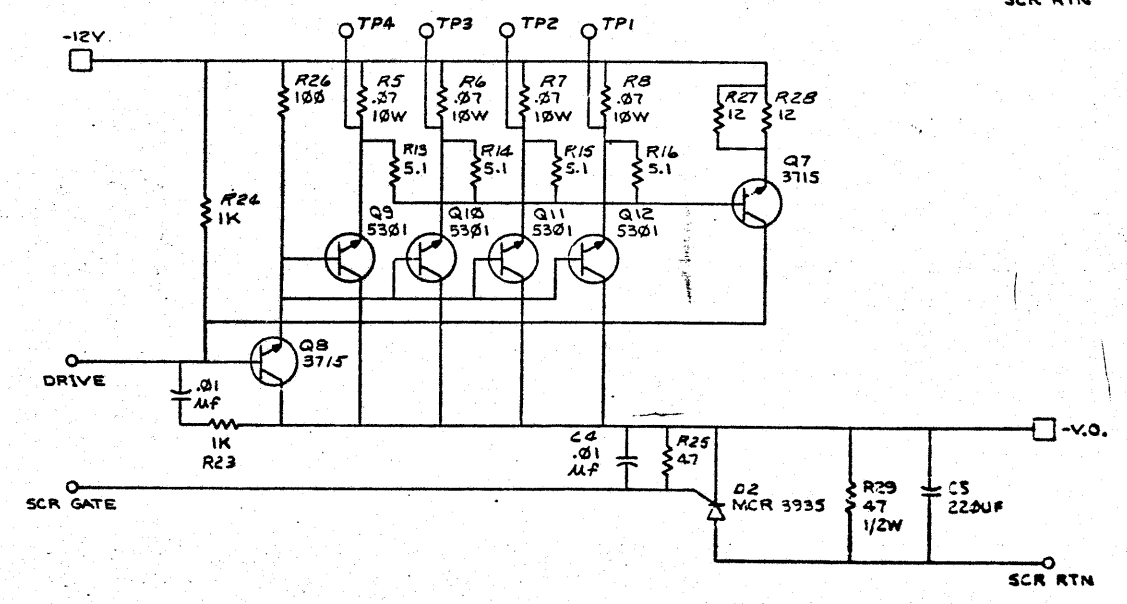 SCR RTN
-12V
TP4
TP3
TP2
TP1
R26
100
R5
.07
10W
R6
.07
10W
R7
.07
10W
R8
.07
10W
R27
12
R28
12
R13
5.1
R14
5.1
R15
5.1
R16
5.1
Q7
3715
R24
1K
Q9
5301
Q10
5301
Q11
5301
Q12
5301
Q8
3715
DRIVE
.01
µf
1K
R23
C4
.01
µf
R25
47
-V.O.
SCR GATE
D2
MCR 3935
R29
47
1/2W
C5
220UF
SCR RTN